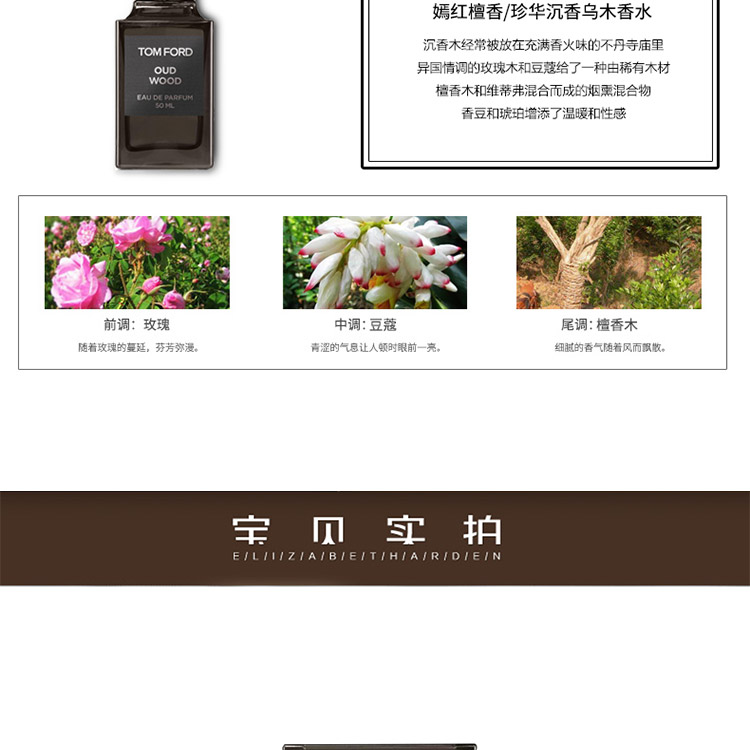 嫣红檀香/珍华沉香乌木香水
沉香木经常被放在充满香火味的不丹寺庙里
异国情调的玫瑰木和豆蔻给了一种由稀有木材
檀香木和维蒂弗混合而成的烟熏混合物
香豆和琥珀增添了温暖和性感
TOM FORD
OUD
WOOD
EAU DE PARFUM
50 ML
前调：玫瑰
随着玫瑰的蔓延，芬芳弥漫。
中调：豆蔻
青涩的气息让人顿时眼前一亮。
尾调：檀香木
细腻的香气随着风而飘散。
宝贝实拍
E/L/I/Z/A/B/E/T/H/A/R/D/E/N